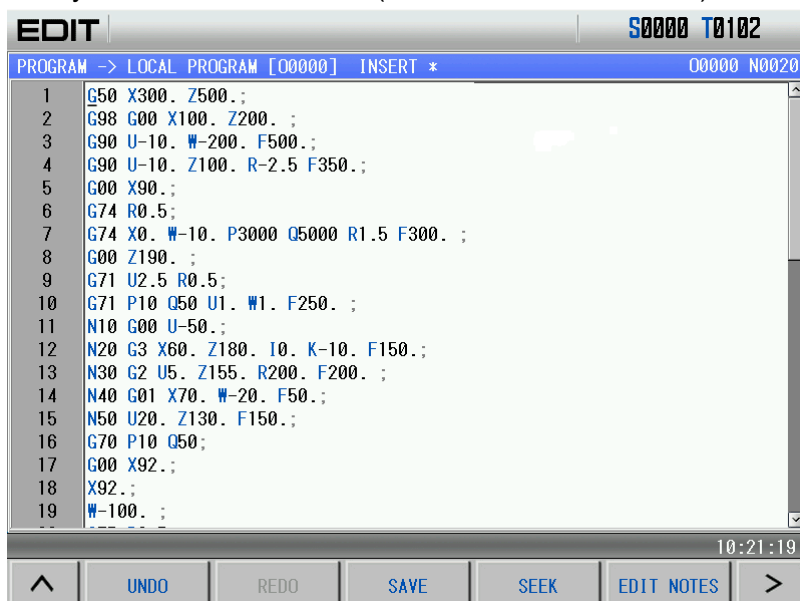 EDIT S0000 T0102
PROGRAM -> LOCAL PROGRAM [O0000] INSERT * O0000 N0020
1 G50 X300. Z500.;
2 G98 G00 X100. Z200. ;
3 G90 U-10. W-200. F500.;
4 G90 U-10. Z100. R-2.5 F350.;
5 G00 X90.;
6 G74 R0.5;
7 G74 X0. W-10. P3000 Q5000 R1.5 F300. ;
8 G00 Z190. ;
9 G71 U2.5 R0.5;
10 G71 P10 Q50 U1. W1. F250. ;
11 N10 G00 U-50.;
12 N20 G3 X60. Z180. I0. K-10. F150.;
13 N30 G2 U5. Z155. R200. F200. ;
14 N40 G01 X70. W-20. F50.;
15 N50 U20. Z130. F150.;
16 G70 P10 Q50;
17 G00 X92.;
18 X92.;
19 W-100. ;
10:21:19
^ UNDO REDO SAVE SEEK EDIT NOTES >